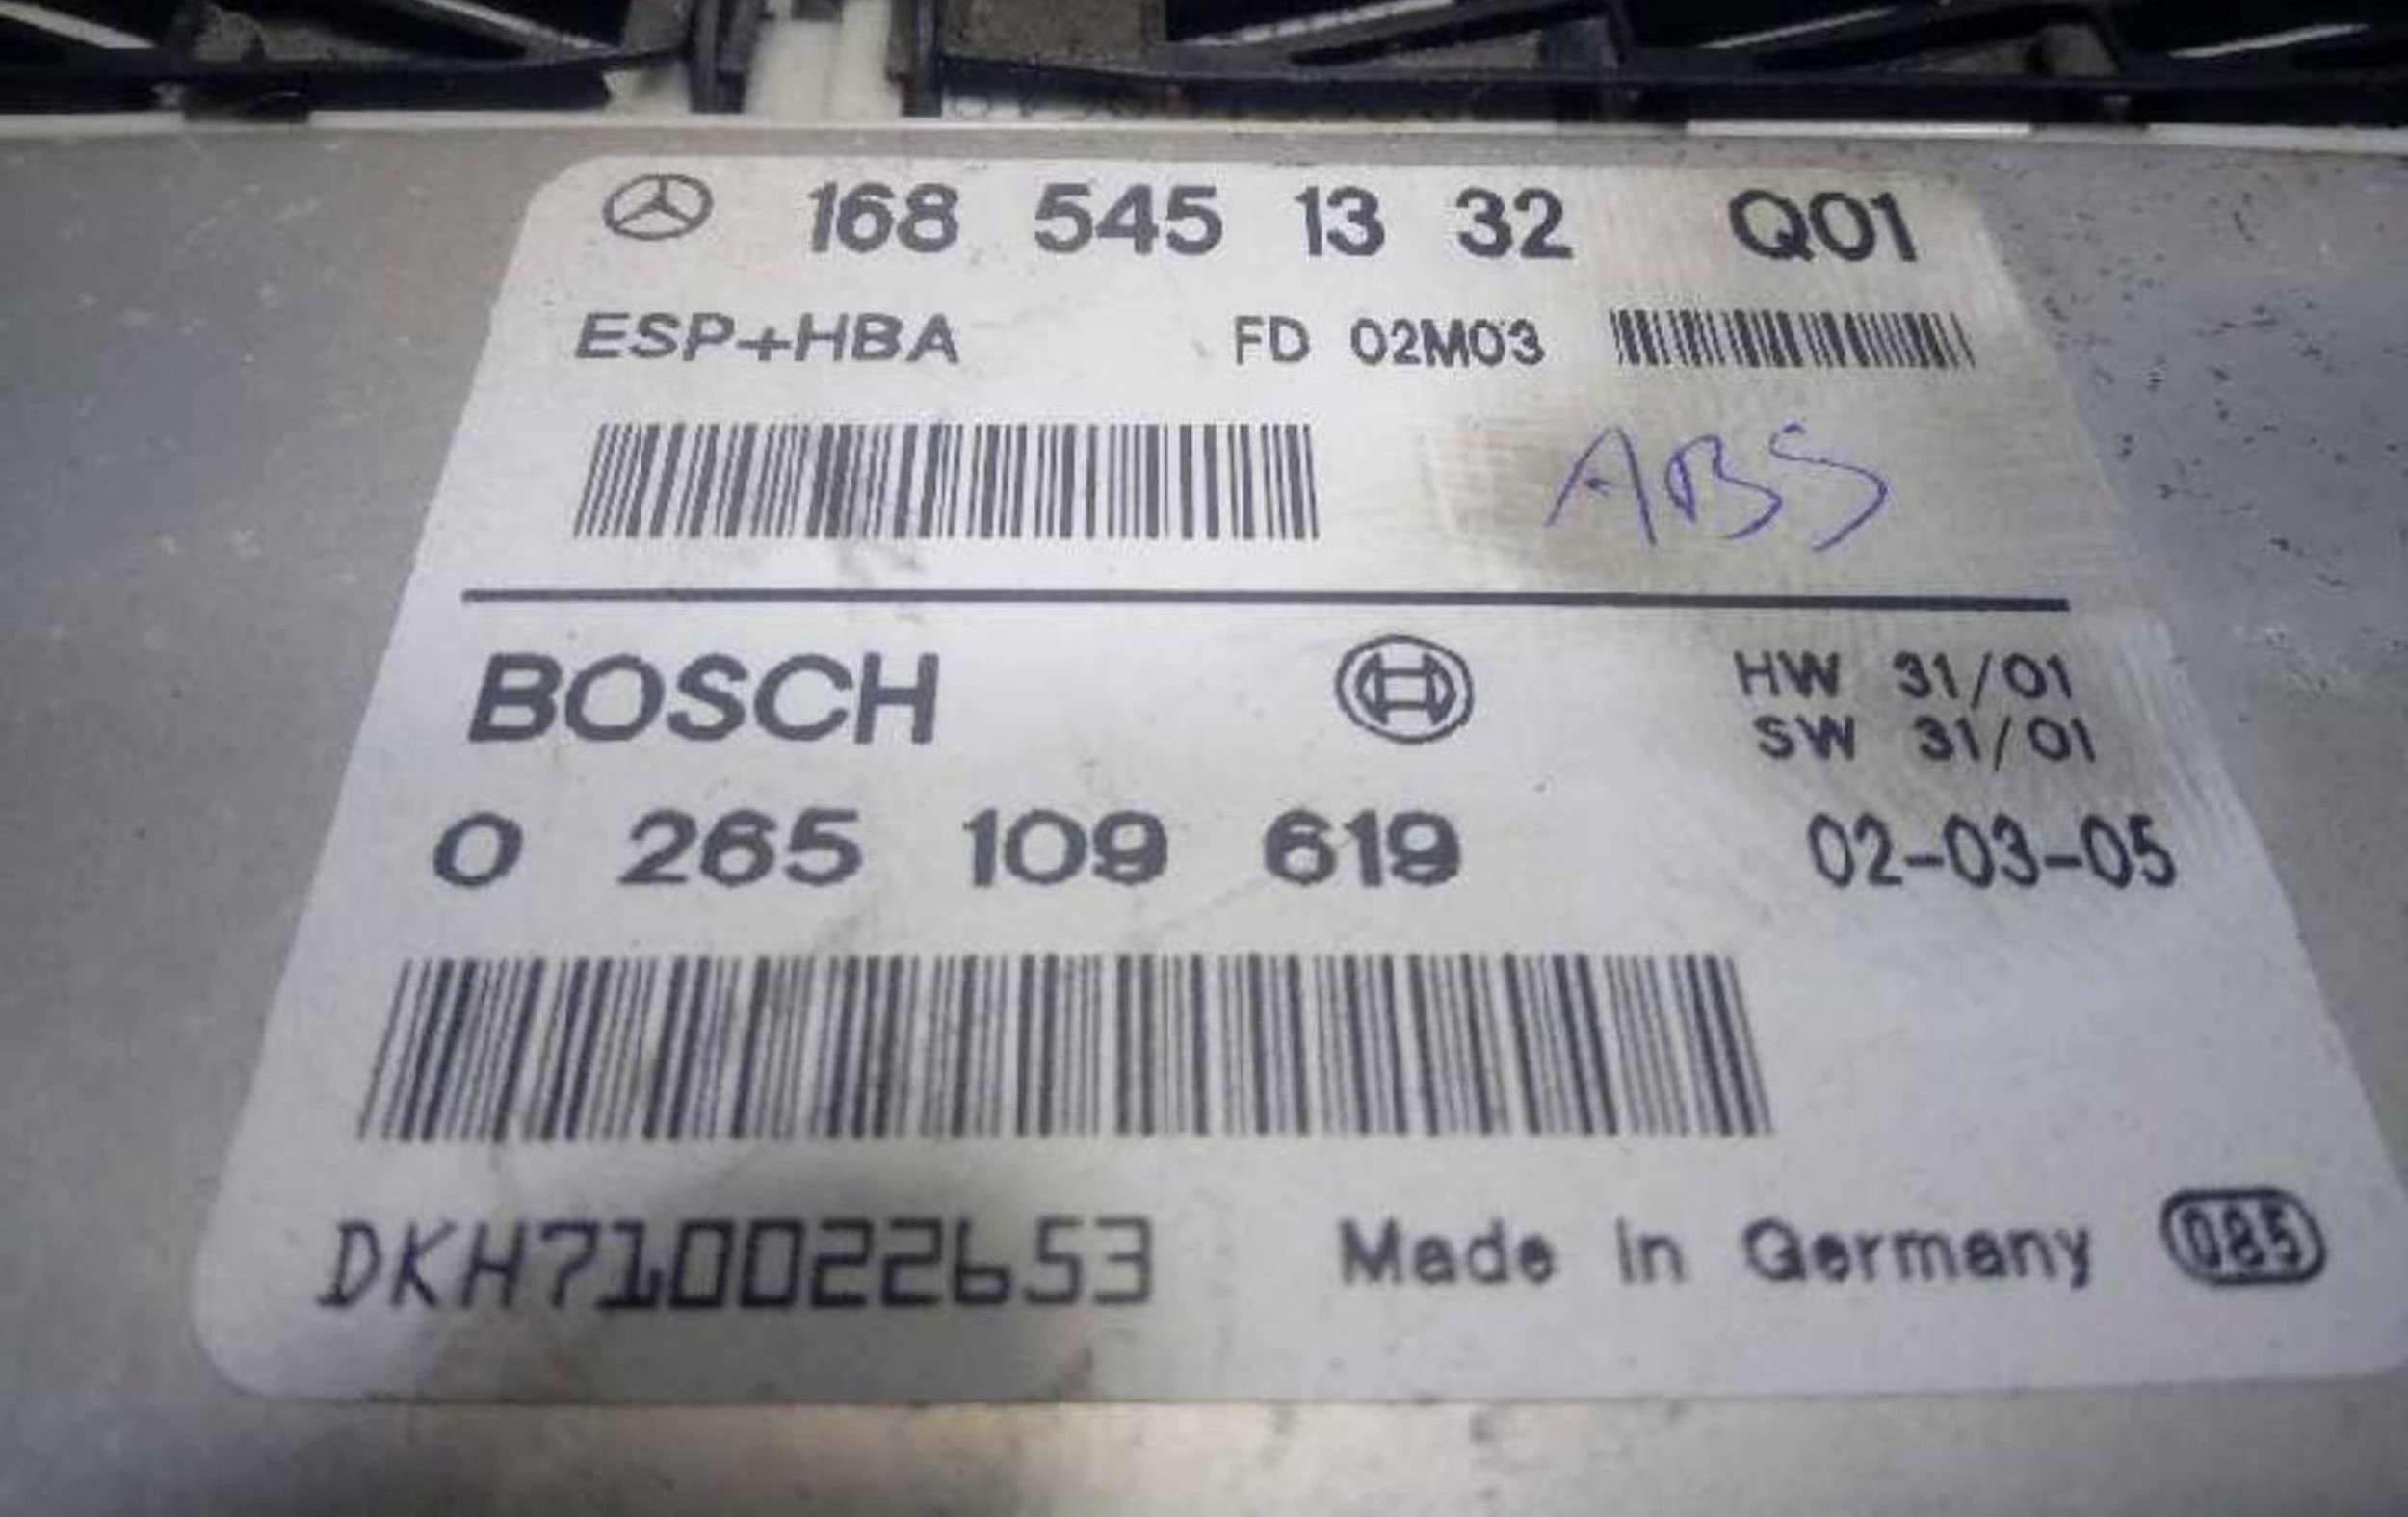 168 545 13 32 Q01
ESP+HBA FD 02M03
ABS
BOSCH HW 31/01
SW 31/01
0 265 109 619 02-03-05
DKH710022653 Made in Germany 085